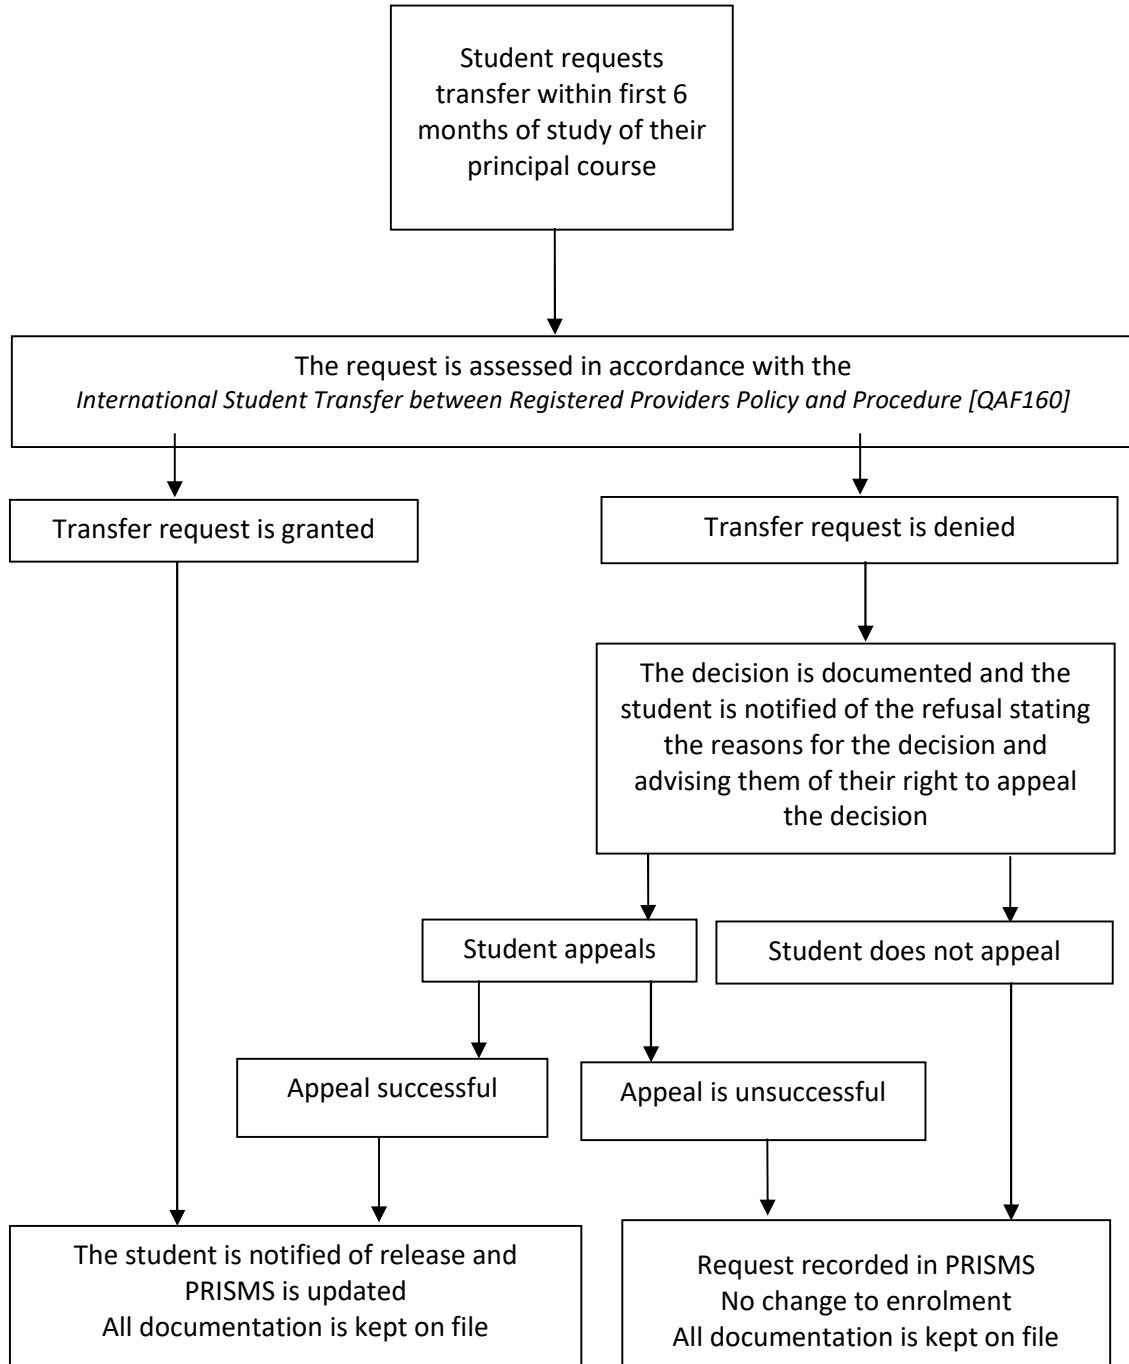 Student requests
transfer within first 6
months of study of their
principal course
The request is assessed in accordance with the
International Student Transfer between Registered Providers Policy and Procedure [QAF160]
Transfer request is granted
Transfer request is denied
The decision is documented and the
student is notified of the refusal stating
the reasons for the decision and
advising them of their right to appeal
the decision
Student appeals
Student does not appeal
Appeal successful
Appeal is unsuccessful
The student is notified of release and
PRISMS is updated
All documentation is kept on file
Request recorded in PRISMS
No change to enrolment
All documentation is kept on file